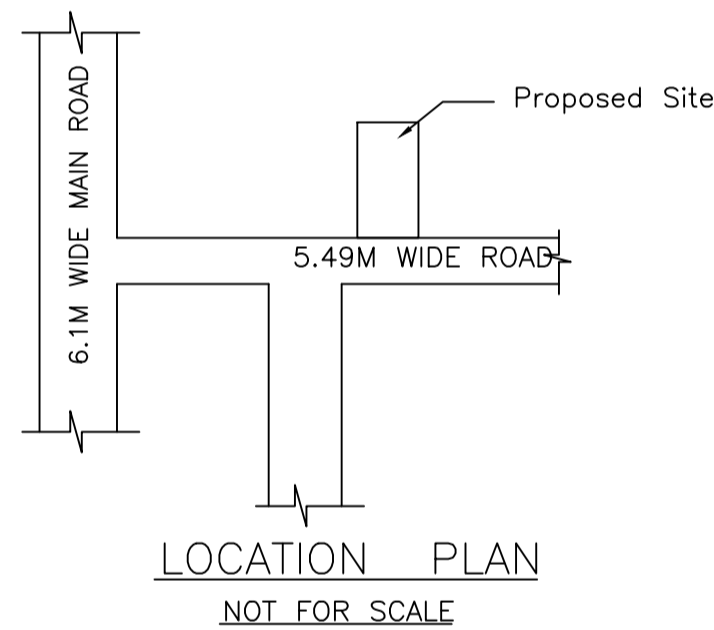 Proposed Site
6.1M WIDE MAIN ROAD
5.49M WIDE ROAD
LOCATION PLAN
NOT FOR SCALE